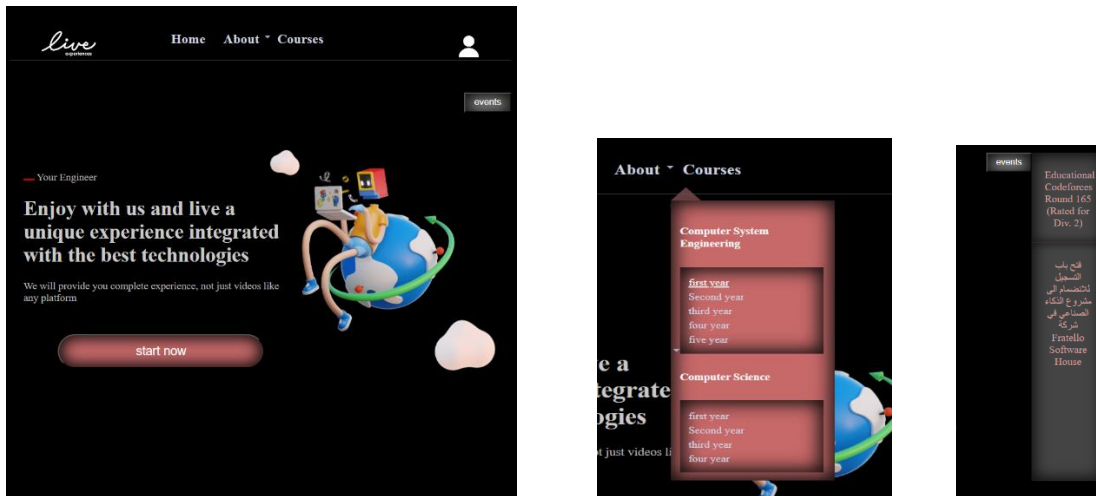 Live
experiences
Home About Courses
events
Your Engineer
Enjoy with us and live a
unique experience integrated
with the best technologies
We will provide you complete experience, not just videos like
any platform
start now
About Courses
Computer System
Engineering
first year
Second year
third year
four year
five year
Computer Science
first year
Second year
third year
four year
e a
tegrate
ogies
t just videos li
events
Educational
Codeforces
Round 165
(Rated for
Div. 2)
فتح باب
التسجيل
للانضمام الى
مشروع الذكاء
الصناعي في
شركة
Fratello
Software
House